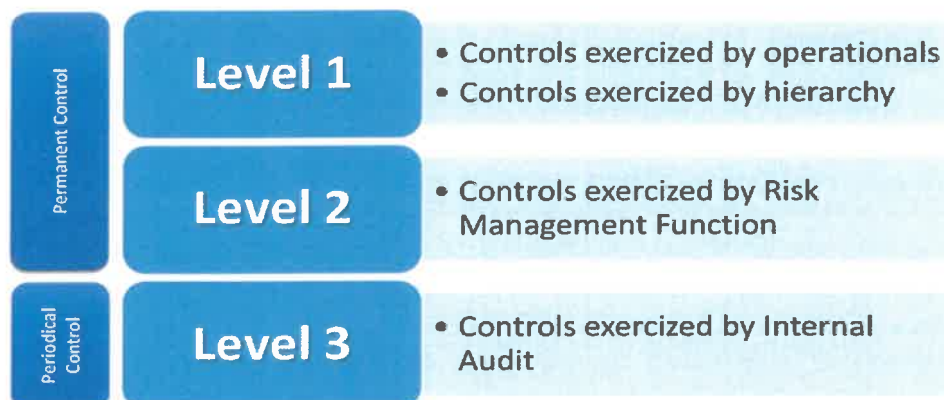 Permanent Control
Level 1
• Controls exercized by operationals
• Controls exercized by hierarchy
Level 2
• Controls exercized by Risk
Management Function
Periodical
Control
Level 3
• Controls exercized by Internal
Audit